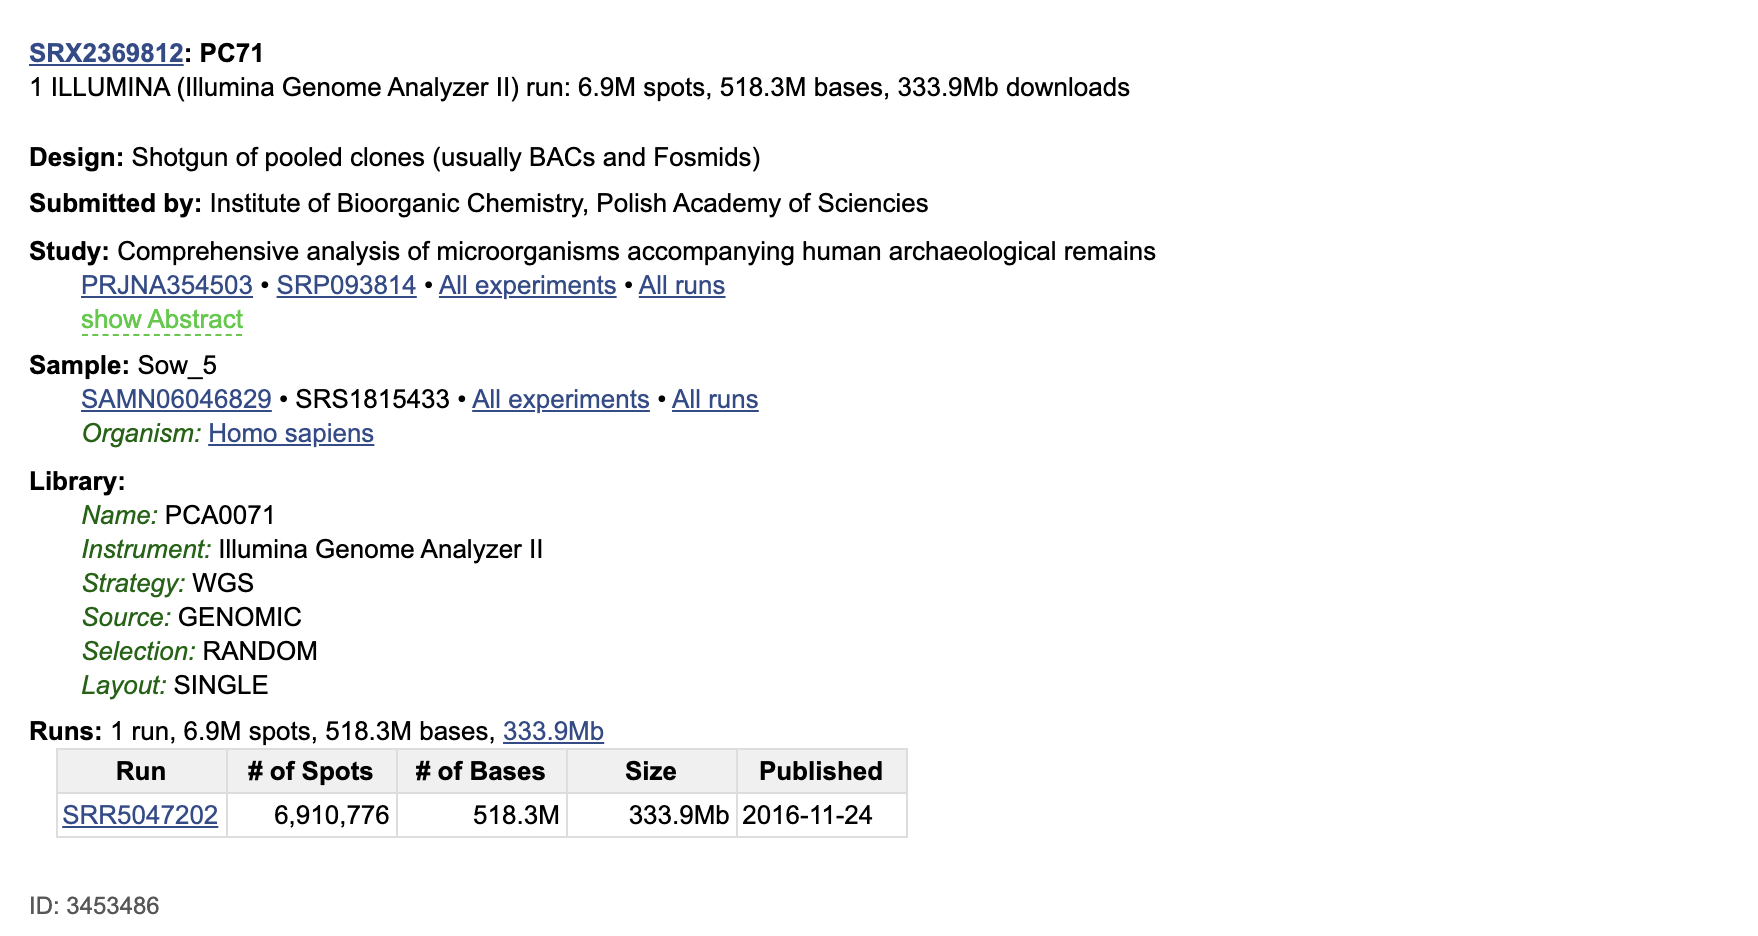 SRX2369812: PC71
1 ILLUMINA (Illumina Genome Analyzer II) run: 6.9M spots, 518.3M bases, 333.9Mb downloads
Design: Shotgun of pooled clones (usually BACs and Fosmids)
Submitted by: Institute of Bioorganic Chemistry, Polish Academy of Sciencies
Study: Comprehensive analysis of microorganisms accompanying human archaeological remains
PRJNA354503 • SRP093814 • All experiments • All runs
show Abstract
Sample: Sow_5
SAMN06046829 • SRS1815433 • All experiments • All runs
Organism: Homo sapiens
Library:
Name: PCA0071
Instrument: Illumina Genome Analyzer II
Strategy: WGS
Source: GENOMIC
Selection: RANDOM
Layout: SINGLE
Runs: 1 run, 6.9M spots, 518.3M bases, 333.9Mb
Run # of Spots # of Bases Size Published
SRR5047202 6,910,776 518.3M 333.9Mb 2016-11-24
ID: 3453486